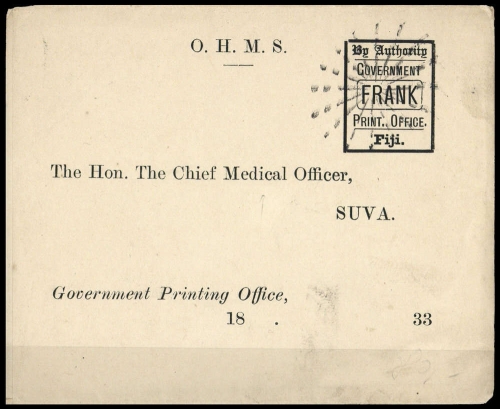 O. H. M. S.
By Authority
GOVERNMENT
FRANK
PRINT. OFFICE.
Fiji.
The Hon. The Chief Medical Officer,
SUVA.
Government Printing Office,
18 . 33